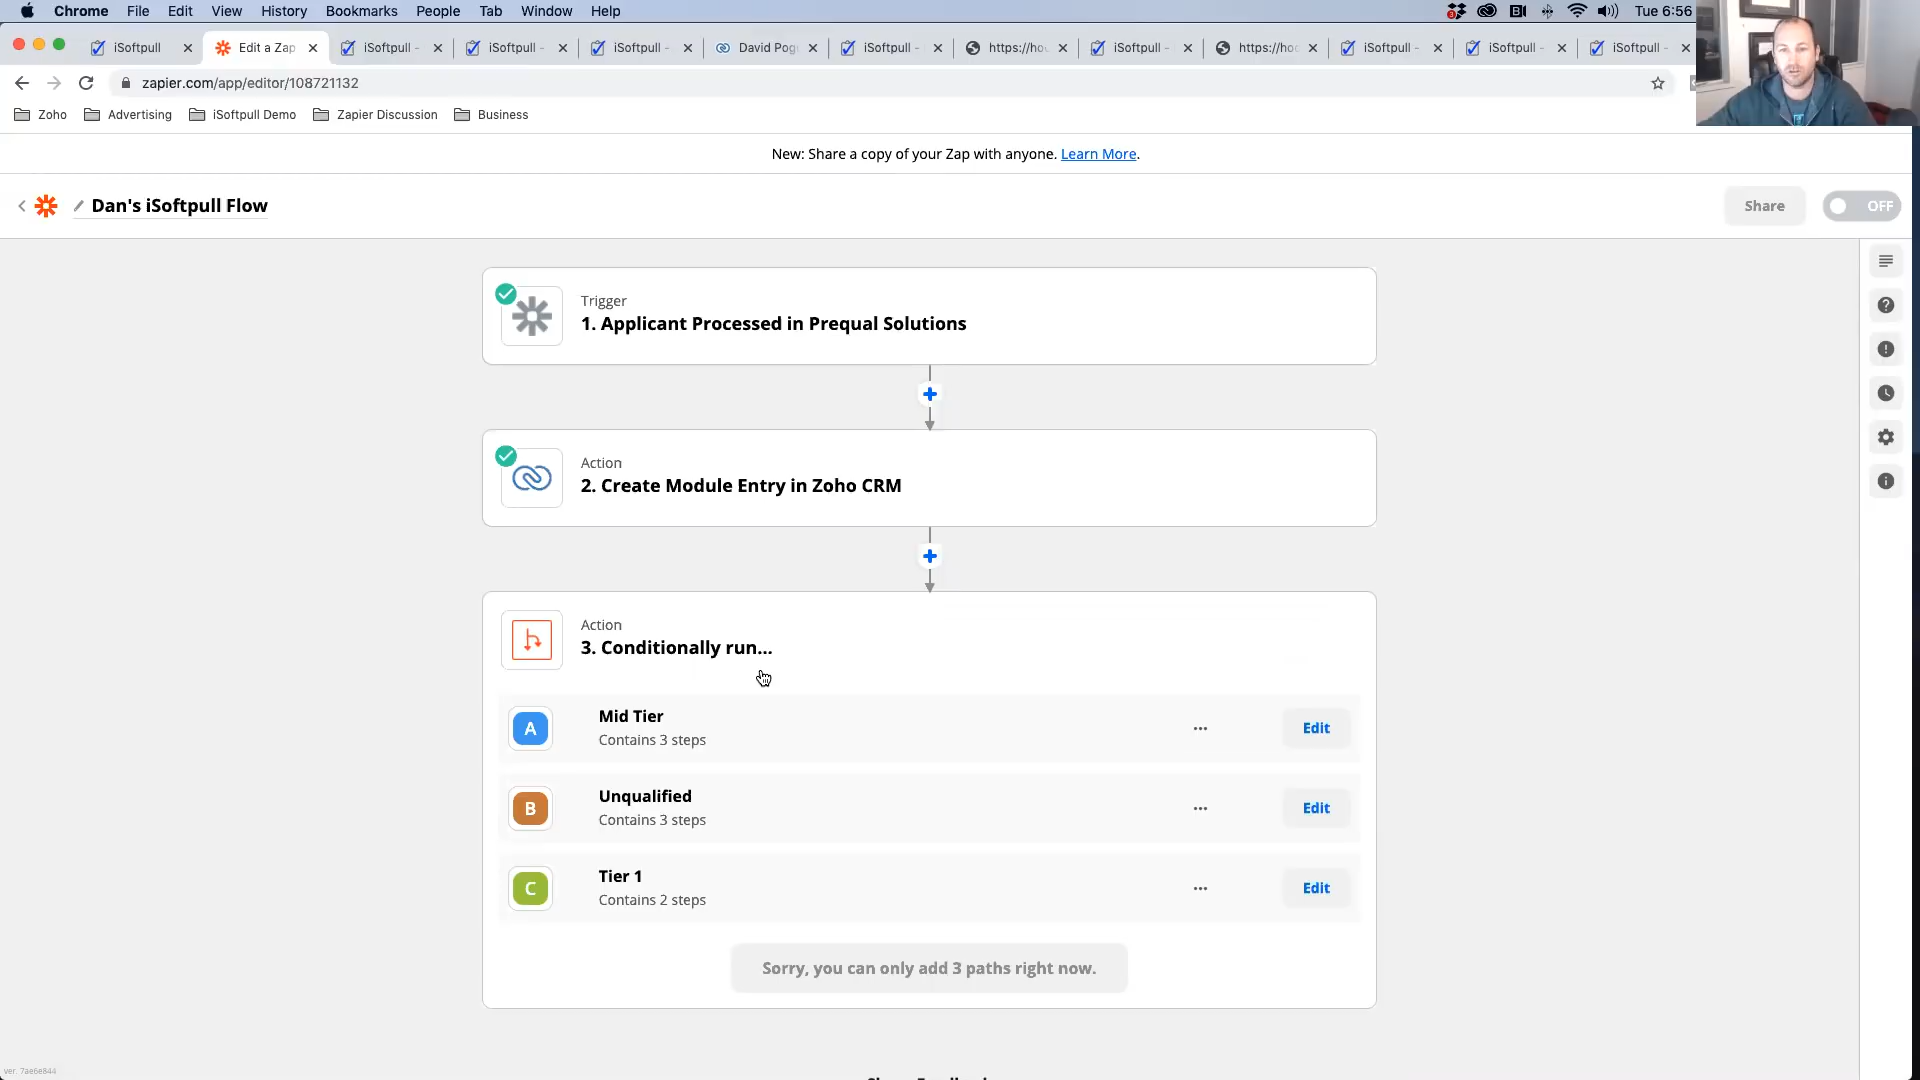 Chrome File Edit View History Bookmarks People Tab Window Help
Tue 6:56
iSoftpull
Edit a Zap
iSoftpull -
iSoftpull -
iSoftpull -
David Pog
iSoftpull -
https://ho
iSoftpull -
https://ho
iSoftpull -
iSoftpull -
iSoftpull -
zapier.com/app/editor/108721132
Zoho
Advertising
iSoftpull Demo
Zapier Discussion
Business
New: Share a copy of your Zap with anyone. Learn More.
Dan's iSoftpull Flow
Share
OFF
Trigger
1. Applicant Processed in Prequal Solutions
Action
2. Create Module Entry in Zoho CRM
Action
3. Conditionally run...
A
Mid Tier
Contains 3 steps
Edit
B
Unqualified
Contains 3 steps
Edit
C
Tier 1
Contains 2 steps
Edit
Sorry, you can only add 3 paths right now.
ver. 7ae6e844